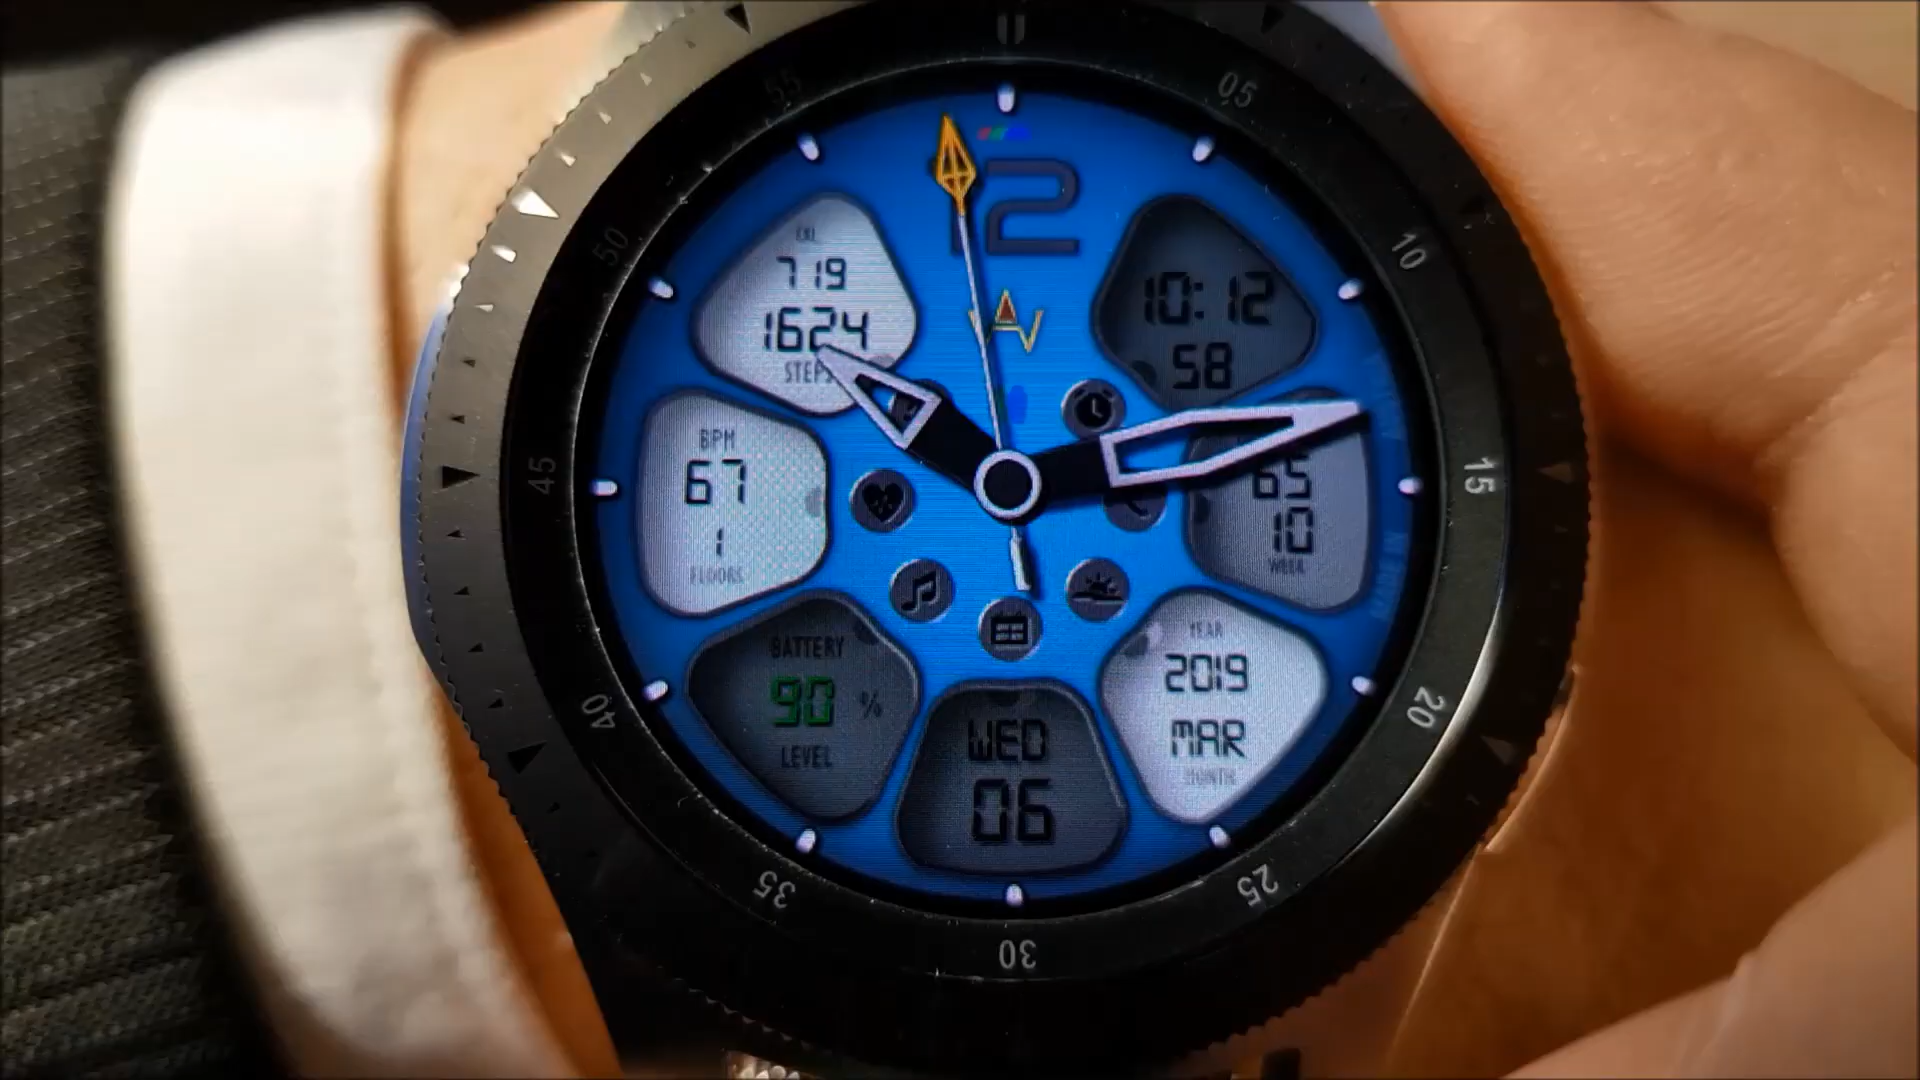 55
05
50
10
45
15
40
20
35
25
30
12
719
1624
STEPS
10:12
58
BPM
67
1
FLOORS
65
10
WEEK
BATTERY
90 %
LEVEL
WED
06
YEAR
2019
MAR
MONTH